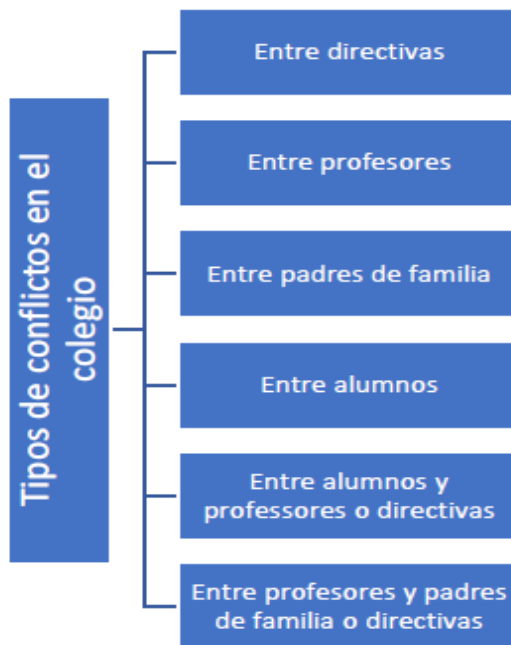 Tipos de conflictos en el
colegio
Entre directivas
Entre profesores
Entre padres de familia
Entre alumnos
Entre alumnos y
professores o directivas
Entre profesores y padres
de familia o directivas